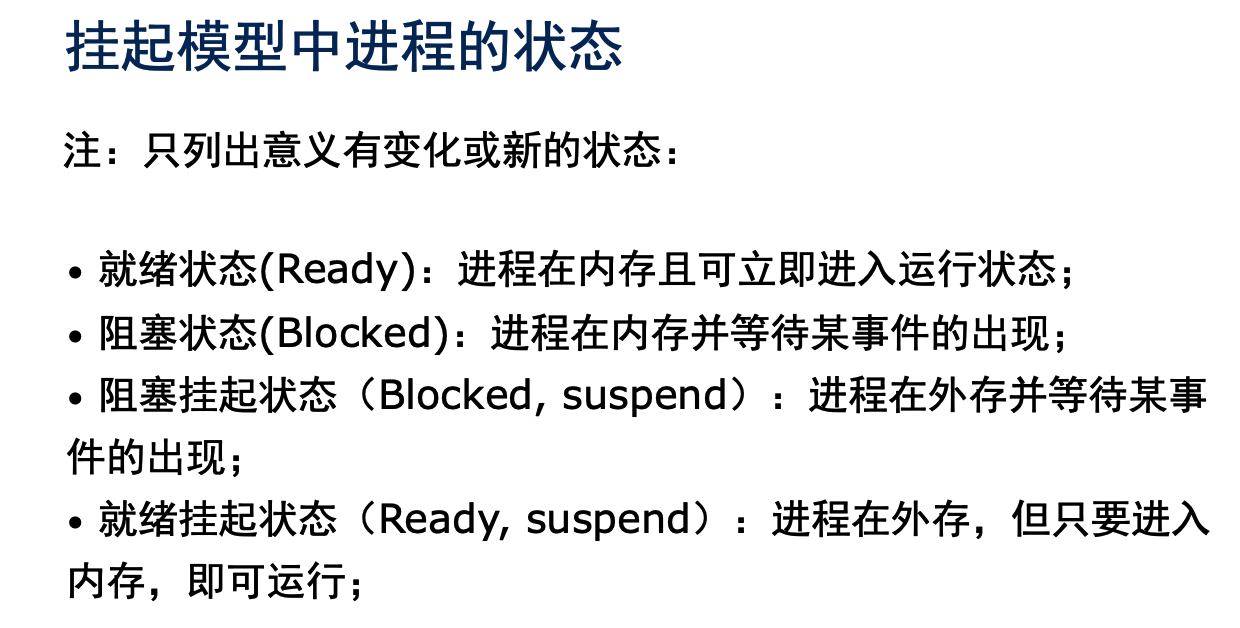 挂起模型中进程的状态
注：只列出意义有变化或新的状态：
• 就绪状态(Ready)：进程在内存且可立即进入运行状态；
• 阻塞状态(Blocked)：进程在内存并等待某事件的出现；
• 阻塞挂起状态（Blocked, suspend）：进程在外存并等待某事
件的出现；
• 就绪挂起状态（Ready, suspend）：进程在外存，但只要进入
内存，即可运行；